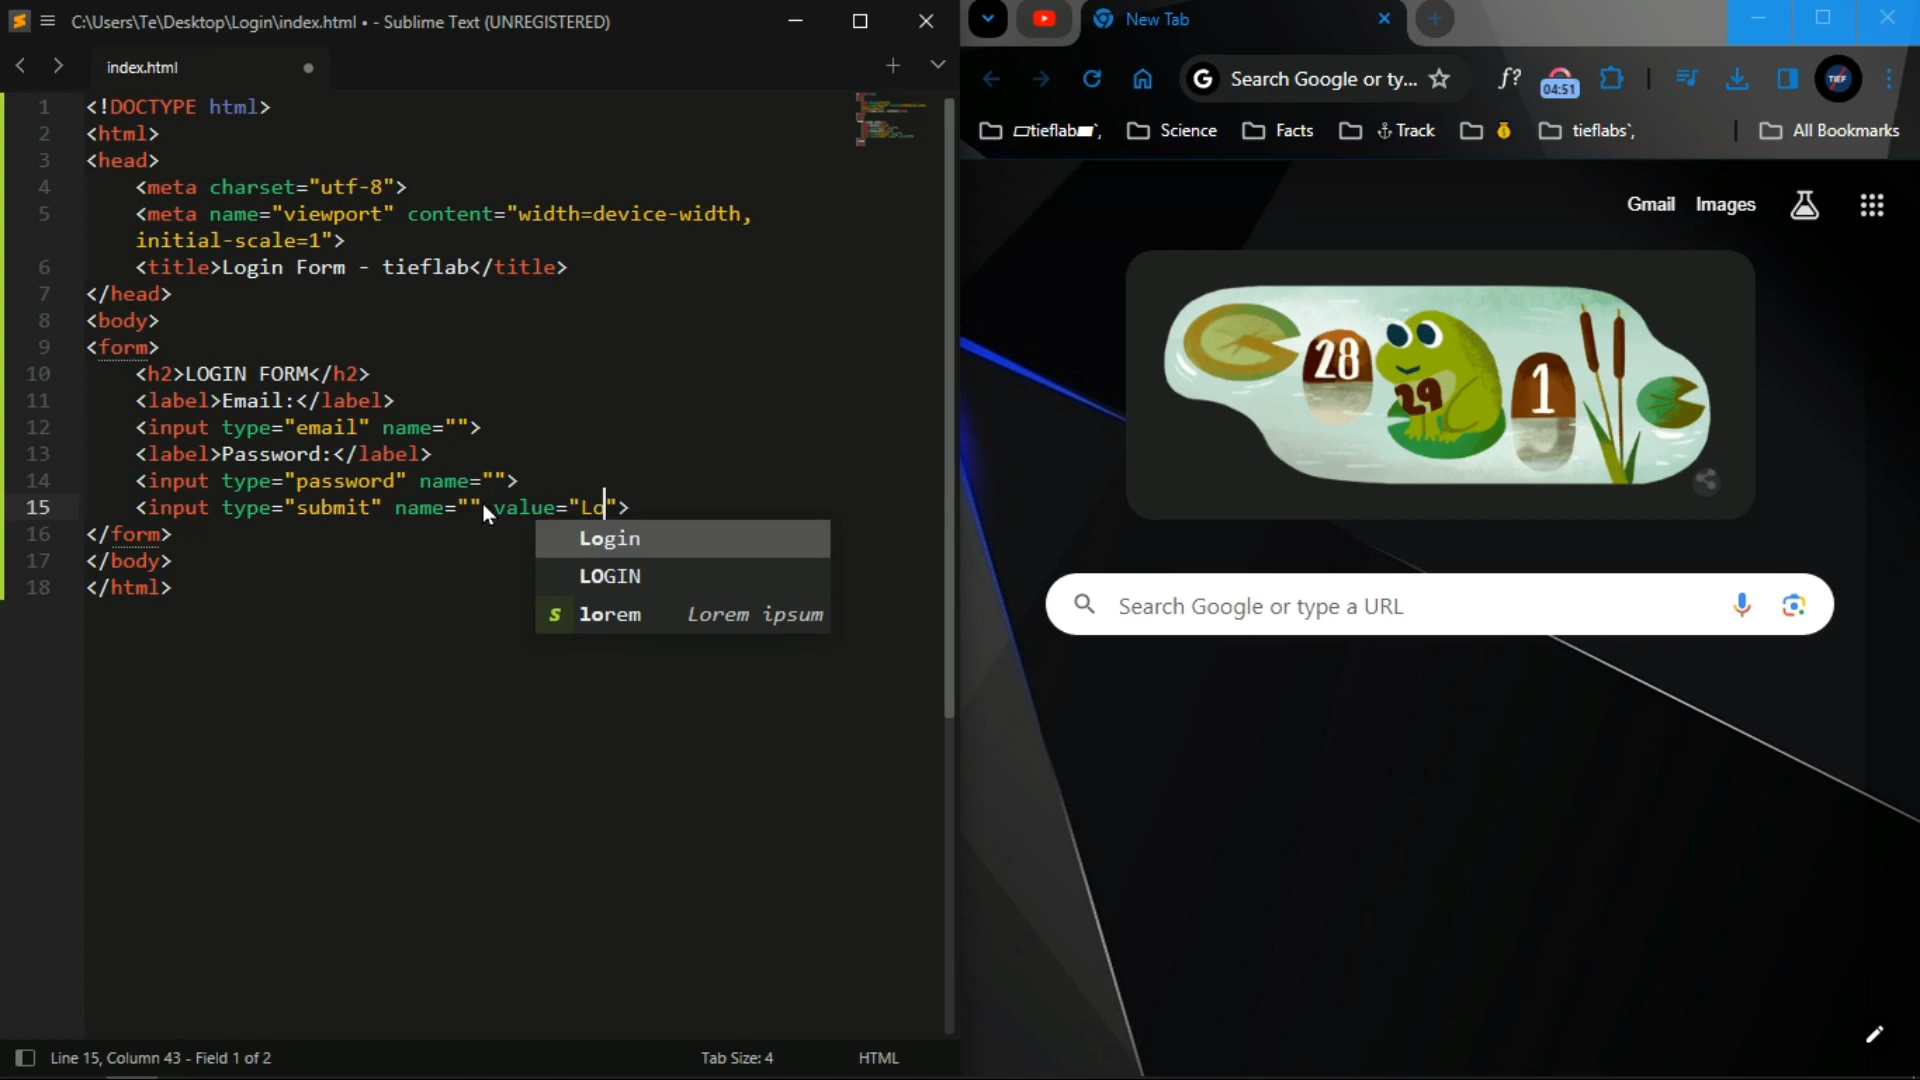 C:\Users\Te\Desktop\Login\index.html • - Sublime Text (UNREGISTERED)
index.html
1 <!DOCTYPE html>
2 <html>
3 <head>
4 <meta charset="utf-8">
5 <meta name="viewport" content="width=device-width,
initial-scale=1">
6 <title>Login Form - tieflab</title>
7 </head>
8 <body>
9 <form>
10 <h2>LOGIN FORM</h2>
11 <label>Email:</label>
12 <input type="email" name="">
13 <label>Password:</label>
14 <input type="password" name="">
15 <input type="submit" name="" value="Lo">
Login
LOGIN
s lorem Lorem ipsum
16 </form>
17 </body>
18 </html>
Line 15, Column 43 - Field 1 of 2
Tab Size: 4
HTML
New Tab
G Search Google or ty...
f?
04:51
TIEF
▭tieflab▰`,
Science
Facts
⚓Track
tieflabs`,
All Bookmarks
Gmail
Images
28
29
1
Search Google or type a URL